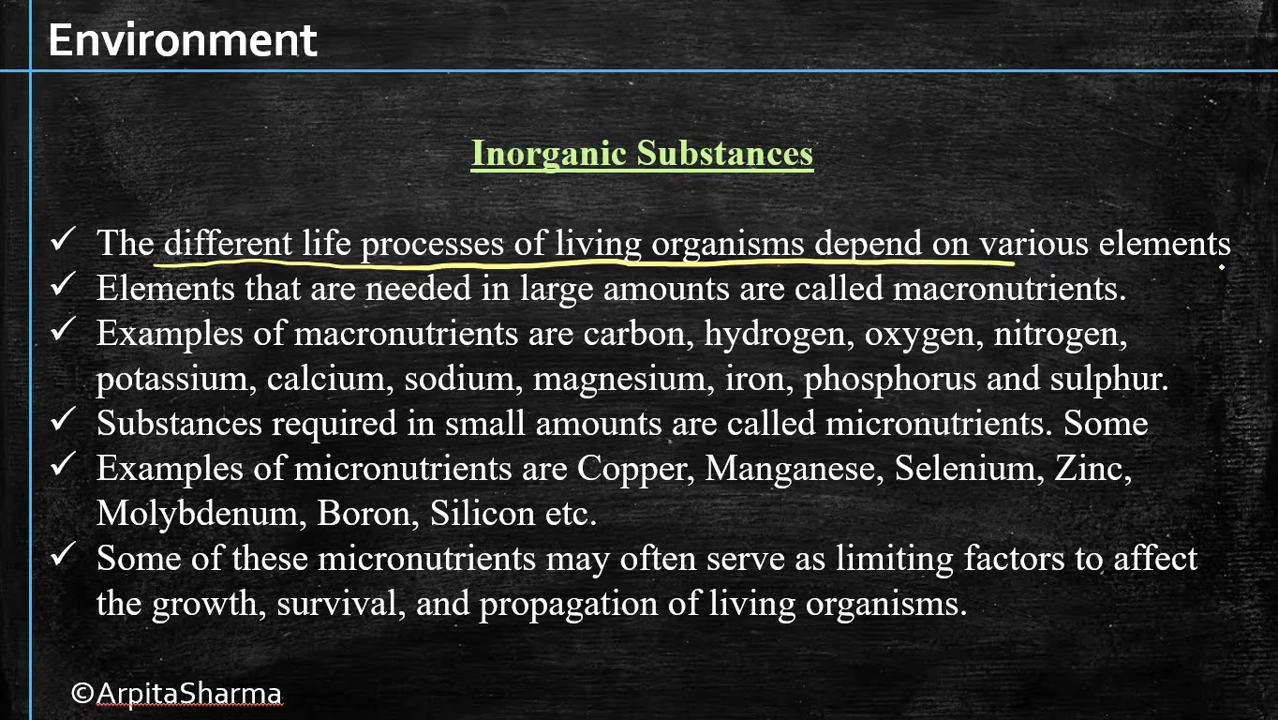 Environment
Inorganic Substances
✓ The different life processes of living organisms depend on various elements
✓ Elements that are needed in large amounts are called macronutrients.
✓ Examples of macronutrients are carbon, hydrogen, oxygen, nitrogen,
potassium, calcium, sodium, magnesium, iron, phosphorus and sulphur.
✓ Substances required in small amounts are called micronutrients. Some
✓ Examples of micronutrients are Copper, Manganese, Selenium, Zinc,
Molybdenum, Boron, Silicon etc.
✓ Some of these micronutrients may often serve as limiting factors to affect
the growth, survival, and propagation of living organisms.
©ArpitaSharma